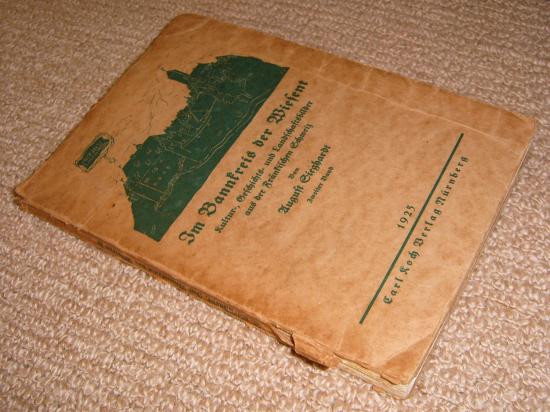 Im Bannkreis der Wiesent
Kultur-, Geschichts- und Landschaftsbilder
aus der Fränkischen Schweiz
Von
August Sieghardt
Zweiter Band
1925
Carl Koch Verlag Nürnberg